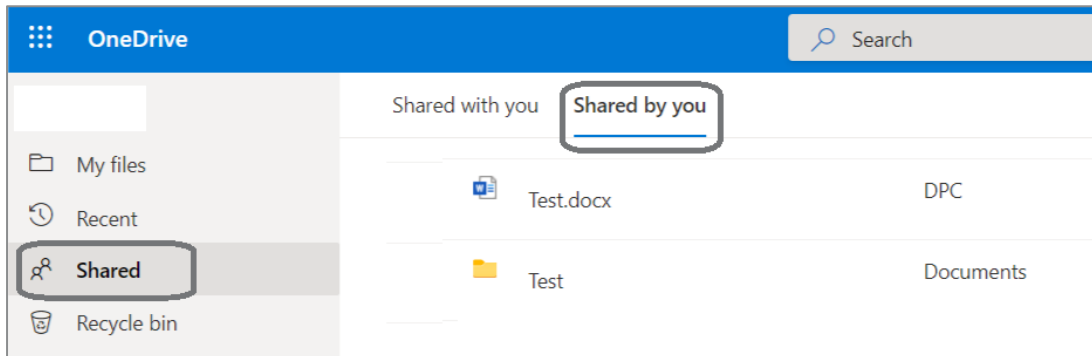 OneDrive
Search
Shared with you
Shared by you
My files
Recent
Shared
Recycle bin
Test.docx
DPC
Test
Documents